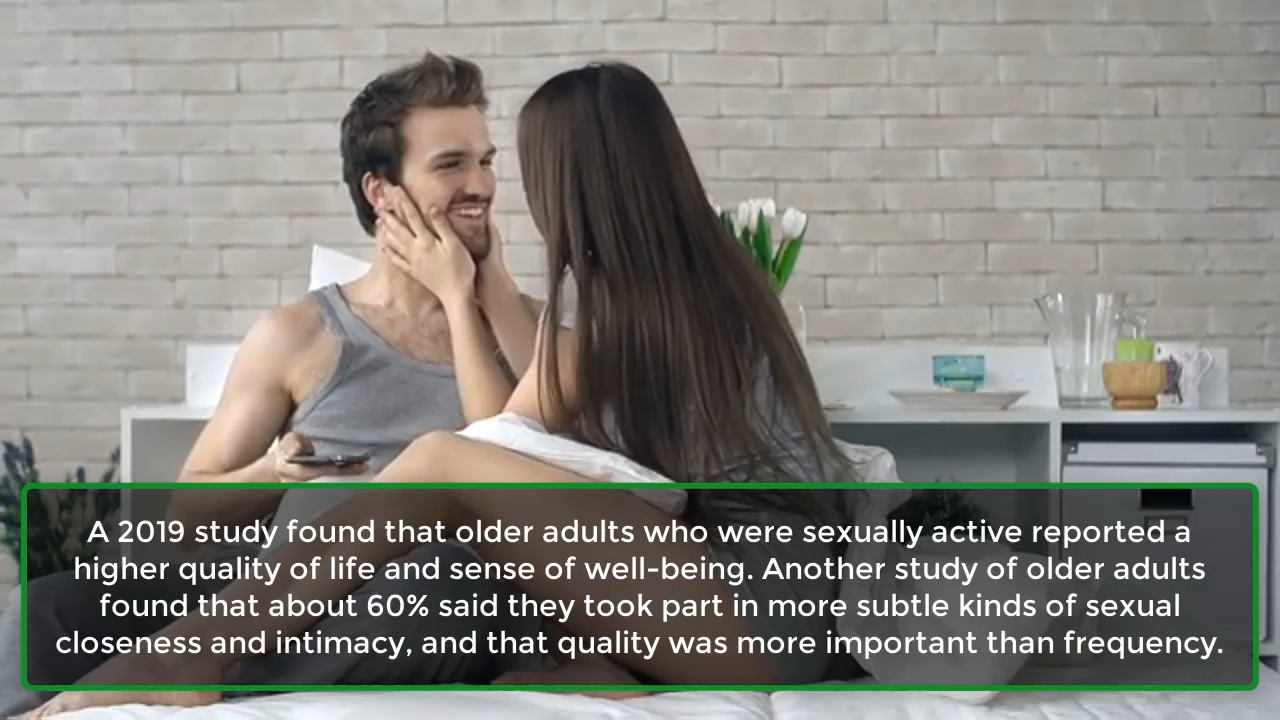 A 2019 study found that older adults who were sexually active reported a
higher quality of life and sense of well-being. Another study of older adults
found that about 60% said they took part in more subtle kinds of sexual
closeness and intimacy, and that quality was more important than frequency.